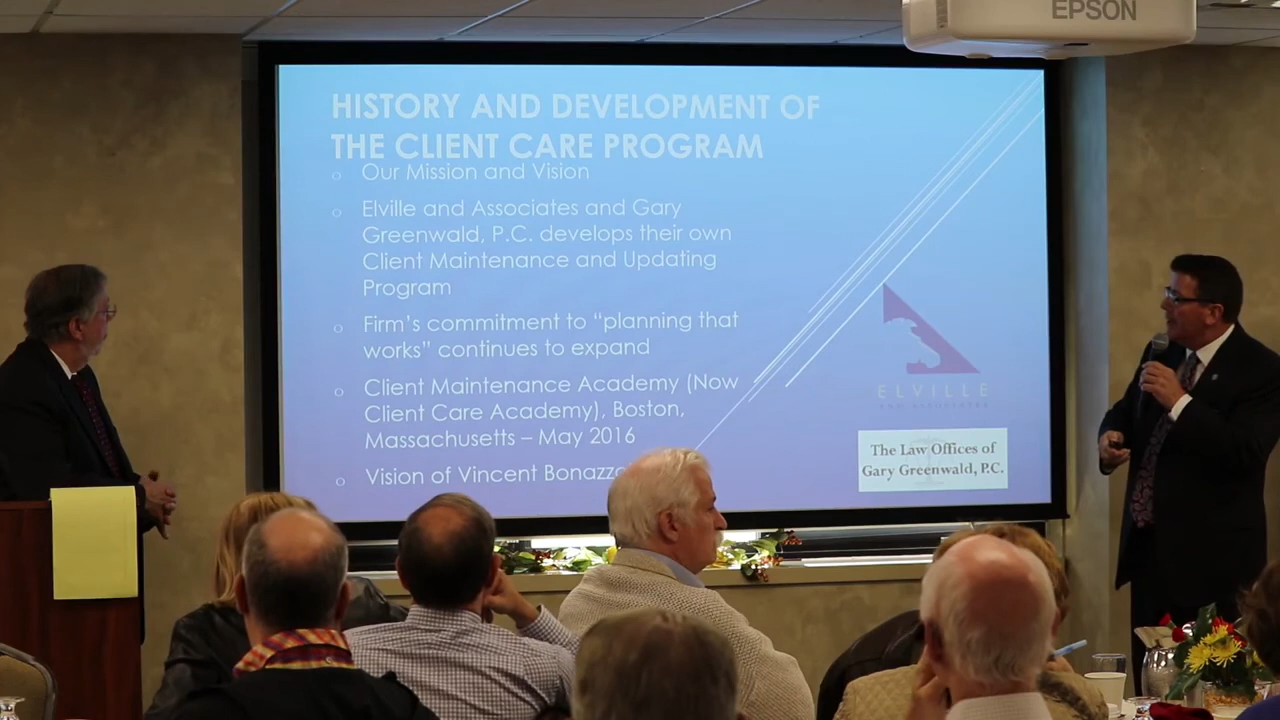 EPSON
HISTORY AND DEVELOPMENT OF
THE CLIENT CARE PROGRAM
Our Mission and Vision
Elville and Associates and Gary
Greenwald, P.C. develops their own
Client Maintenance and Updating
Program
Firm's commitment to “planning that
works” continues to expand
Client Maintenance Academy (Now
Client Care Academy), Boston,
Massachusetts – May 2016
Vision of Vincent
ELVILLE
AND ASSOCIATES
The Law Offices of
Gary Greenwald, P.C.